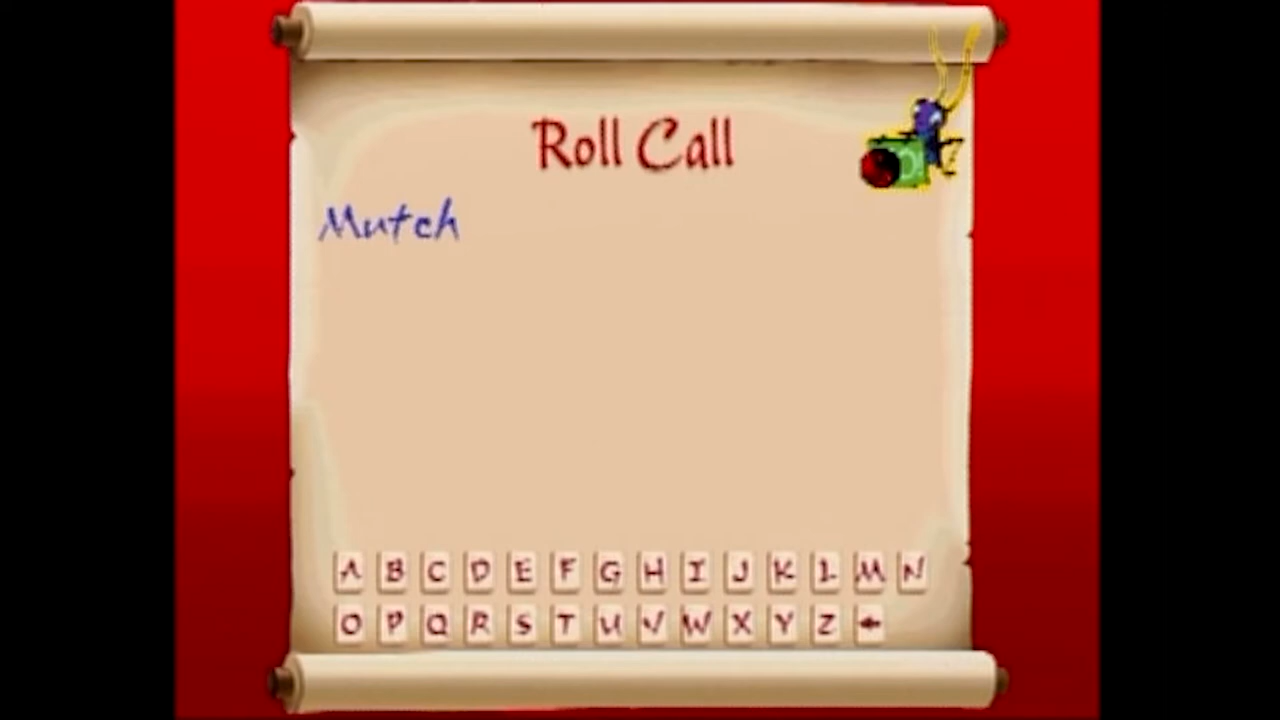 Roll Call
Mutch
A B C D E F G H I J K L M N
O P Q R S T U V W X Y Z ←